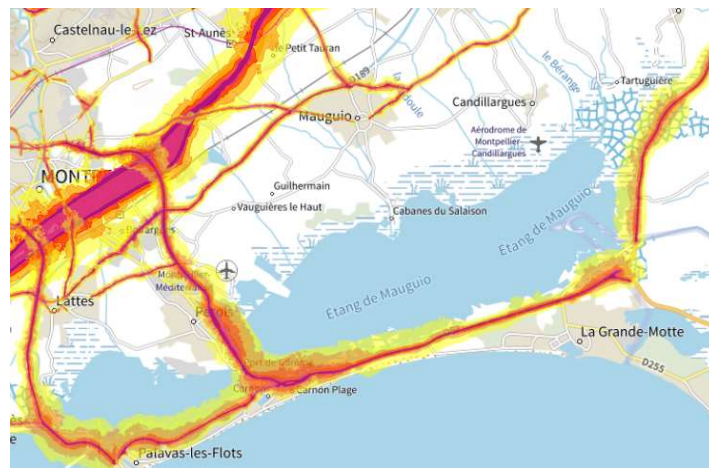 Castelnau-le-Lez
St-Aunès
Petit Tauran
D189
le Bérange
Tartuguière
Mauguio
Candillargues
Aérodrome de
Montpellier
Candillargues
MONT
Guilhermain
Vauguières le Haut
Cabanes du Salaison
Etang de Mauguio
Etang de Mauguio
Lattes
La Grande-Motte
D255
Carnon Plage
Palavas-les-Flots